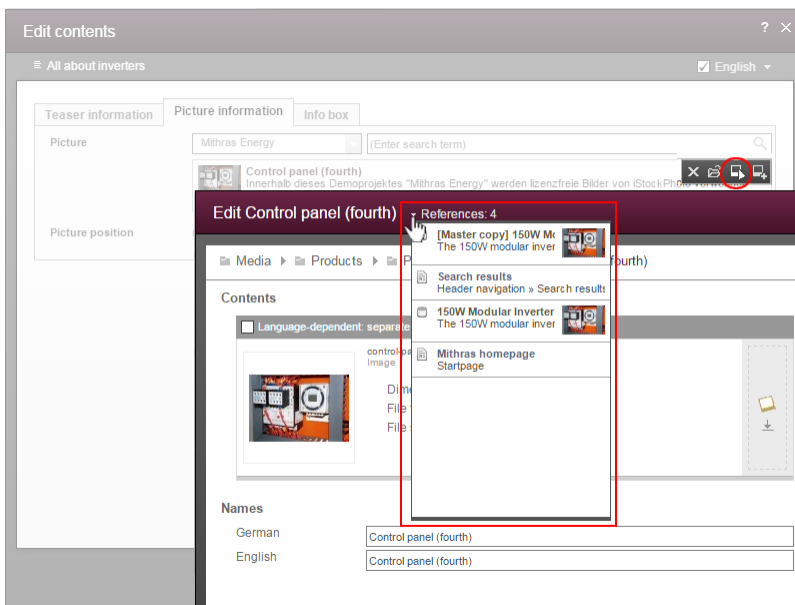 Edit contents
? ×
All about inverters
English
Teaser information
Picture information
Info box
Picture
Mithras Energy
(Enter search term)
Control panel (fourth)
Innerhalb dieses Demoprojektes "Mithras Energy" werden lizenzfreie Bilder von iStockPhoto
Picture position
Edit Control panel (fourth)
References: 4
[Master copy] 150W Mo
The 150W modular inver
Search results
Header navigation » Search results
150W Modular Inverter
The 150W modular inver
Mithras homepage
Startpage
Media
Products
P
ourth)
Contents
Language-dependent: separate
Image
Dime
File
File
Names
German
Control panel (fourth)
English
Control panel (fourth)